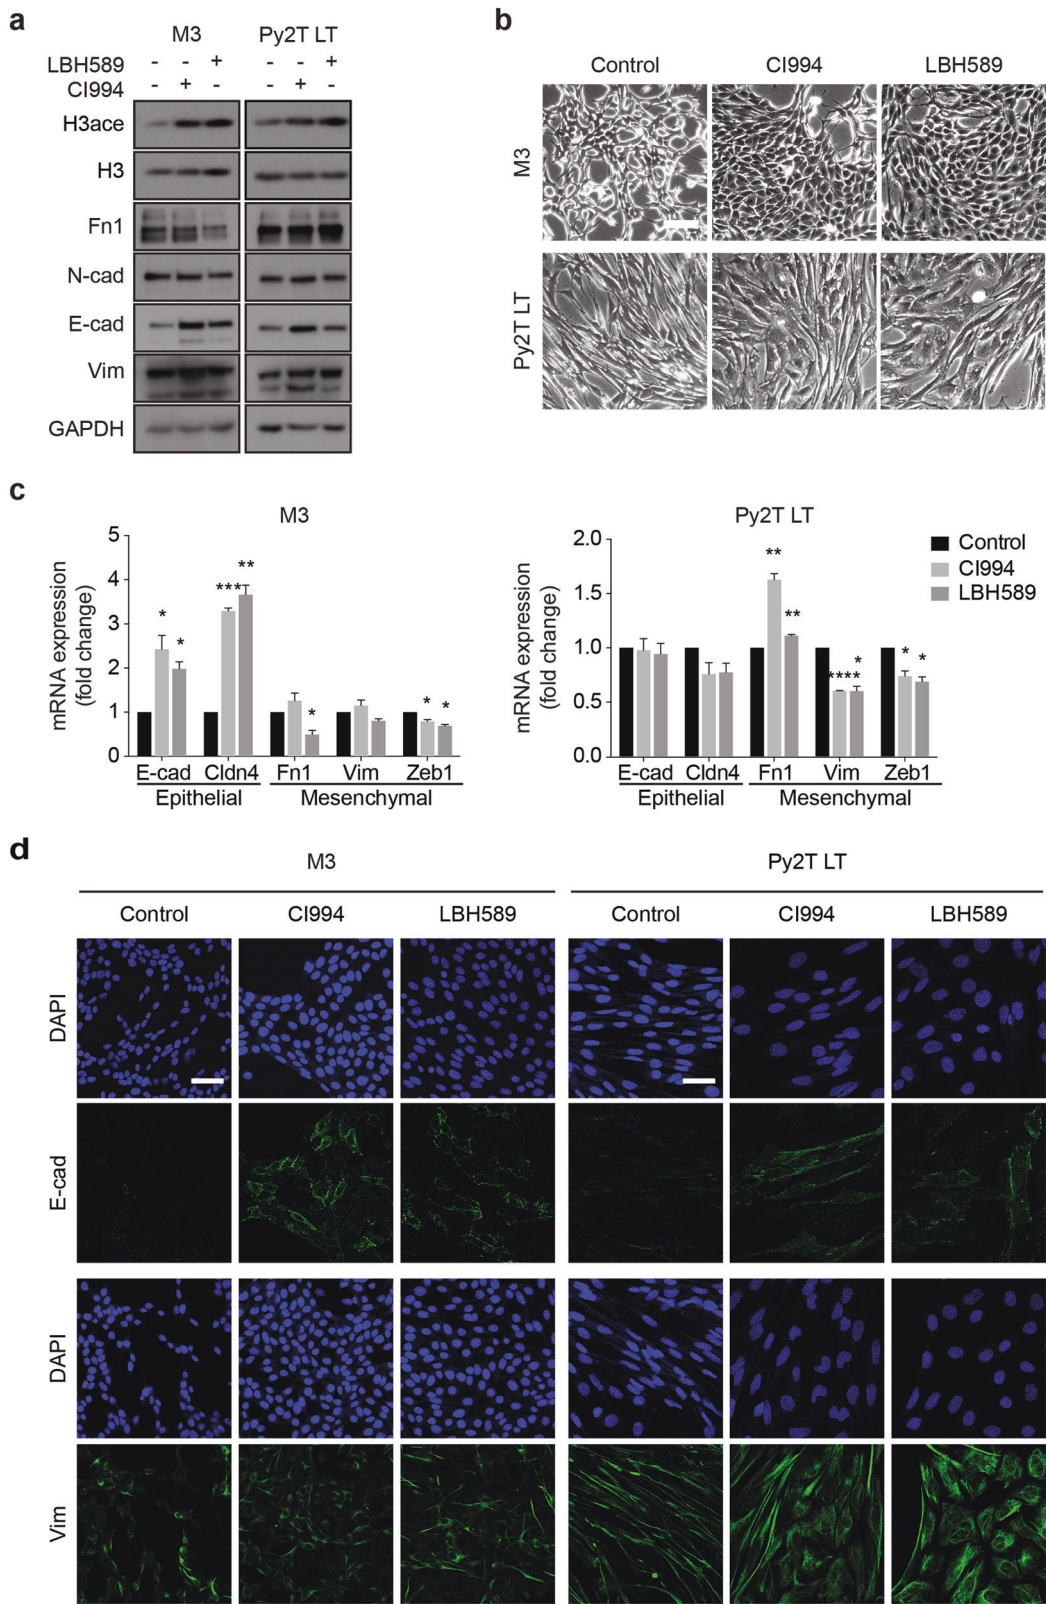 a
M3 Py2T LT
LBH589 - - + - - +
CI994 - + - - + -
H3ace
H3
Fn1
N-cad
E-cad
Vim
GAPDH
b
Control CI994 LBH589
M3
Py2T LT
c
M3
mRNA expression
(fold change)
5
4
3
2
1
0
* * *** ** * * *
E-cad Cldn4 Fn1 Vim Zeb1
Epithelial Mesenchymal
Py2T LT
mRNA expression
(fold change)
2.0
1.5
1.0
0.5
0.0
** ** * * *
******
E-cad Cldn4 Fn1 Vim Zeb1
Epithelial Mesenchymal
Control
CI994
LBH589
d
M3 Py2T LT
Control CI994 LBH589 Control CI994 LBH589
DAPI
E-cad
DAPI
Vim